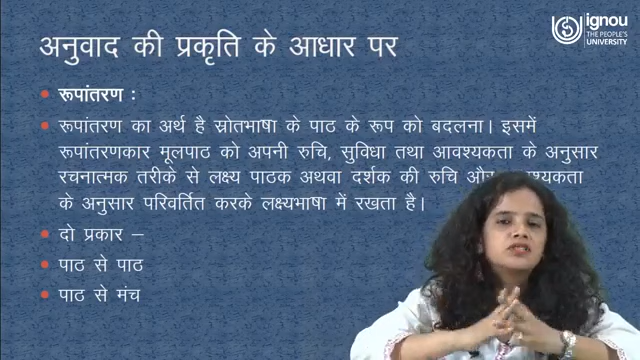 अनुवाद की प्रकृति के आधार पर
ignou
THE PEOPLE'S
UNIVERSITY
रूपांतरण :
रूपांतरण का अर्थ है स्रोतभाषा के पाठ के रूप को बदलना। इसमें
रूपांतरणकार मूलपाठ को अपनी रुचि, सुविधा तथा आवश्यकता के अनुसार
रचनात्मक तरीके से लक्ष्य पाठक अथवा दर्शक की रुचि
के अनुसार परिवर्तित करके लक्ष्यभाषा में रखता है।
दो प्रकार –
पाठ से पाठ
पाठ से मंच